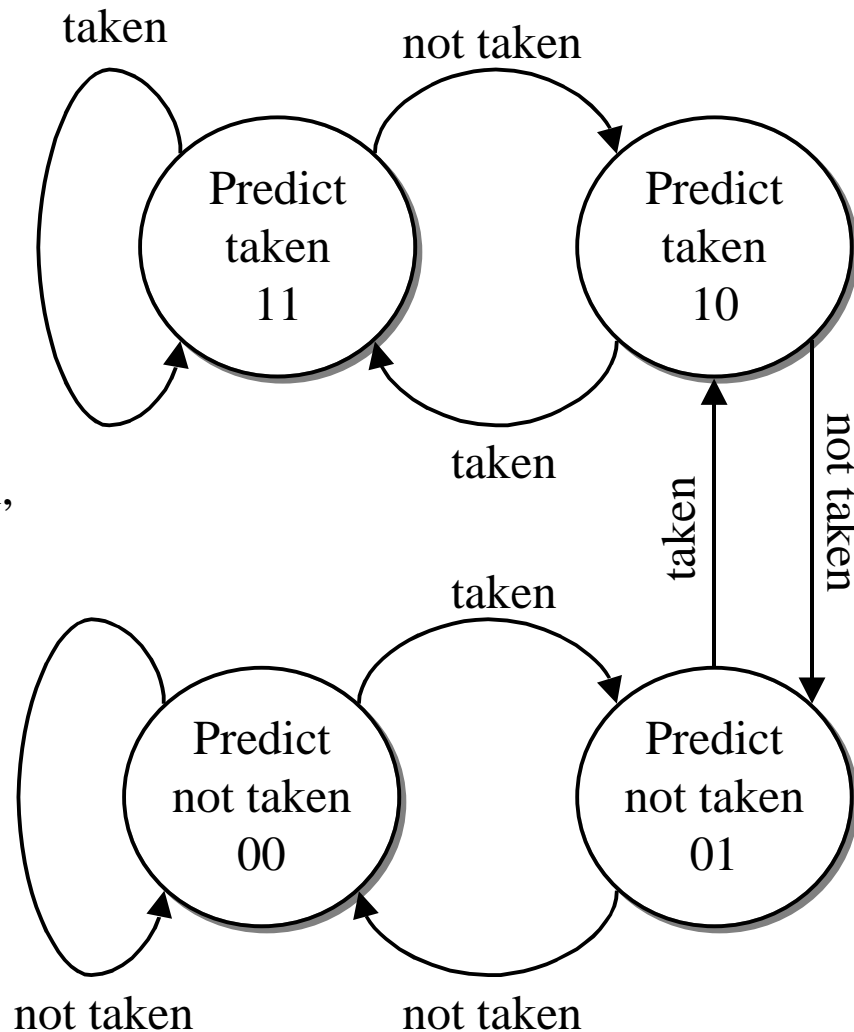 taken
not taken
Predict
taken
11
Predict
taken
10
taken
taken
not taken
,
taken
Predict
not taken
00
Predict
not taken
01
not taken
not taken